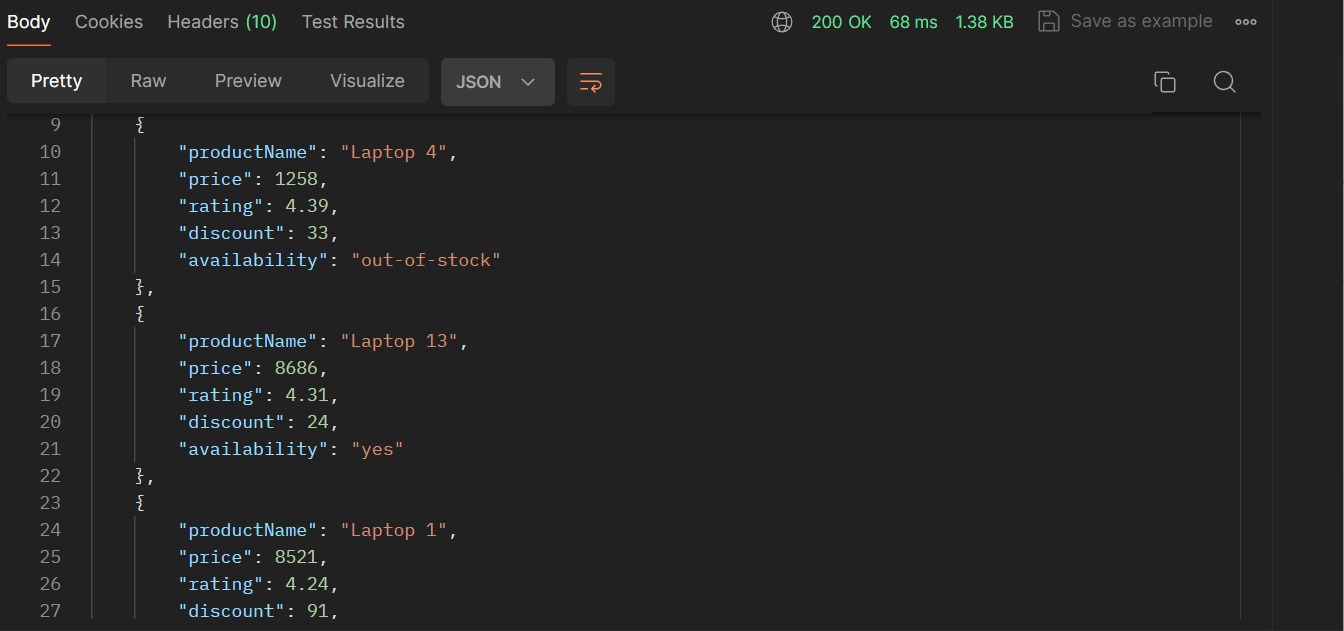 Body Cookies Headers (10) Test Results 200 OK 68 ms 1.38 KB Save as example
Pretty Raw Preview Visualize JSON
9 {
10 "productName": "Laptop 4",
11 "price": 1258,
12 "rating": 4.39,
13 "discount": 33,
14 "availability": "out-of-stock"
15 },
16 {
17 "productName": "Laptop 13",
18 "price": 8686,
19 "rating": 4.31,
20 "discount": 24,
21 "availability": "yes"
22 },
23 {
24 "productName": "Laptop 1",
25 "price": 8521,
26 "rating": 4.24,
27 "discount": 91,